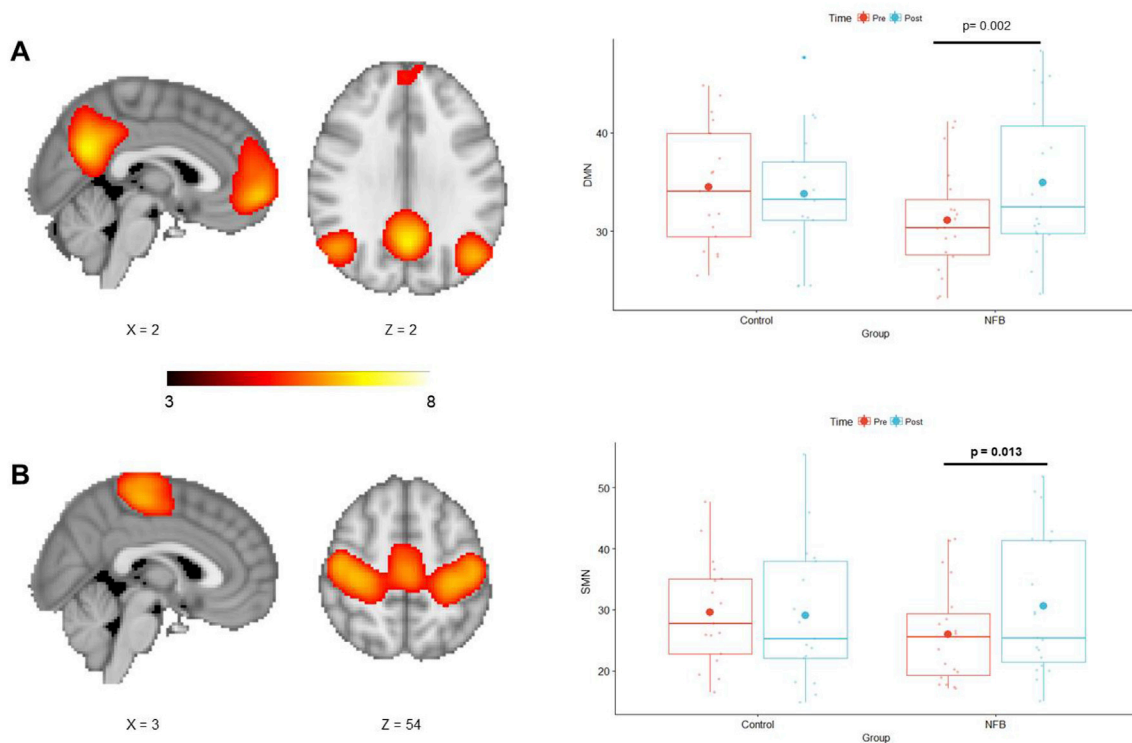 A
X = 2
Z = 2
3
8
Time Pre Post
p= 0.002
DMN
40
30
Control
NFB
Group
B
X = 3
Z = 54
Time Pre Post
p = 0.013
SMN
50
40
30
20
Control
NFB
Group